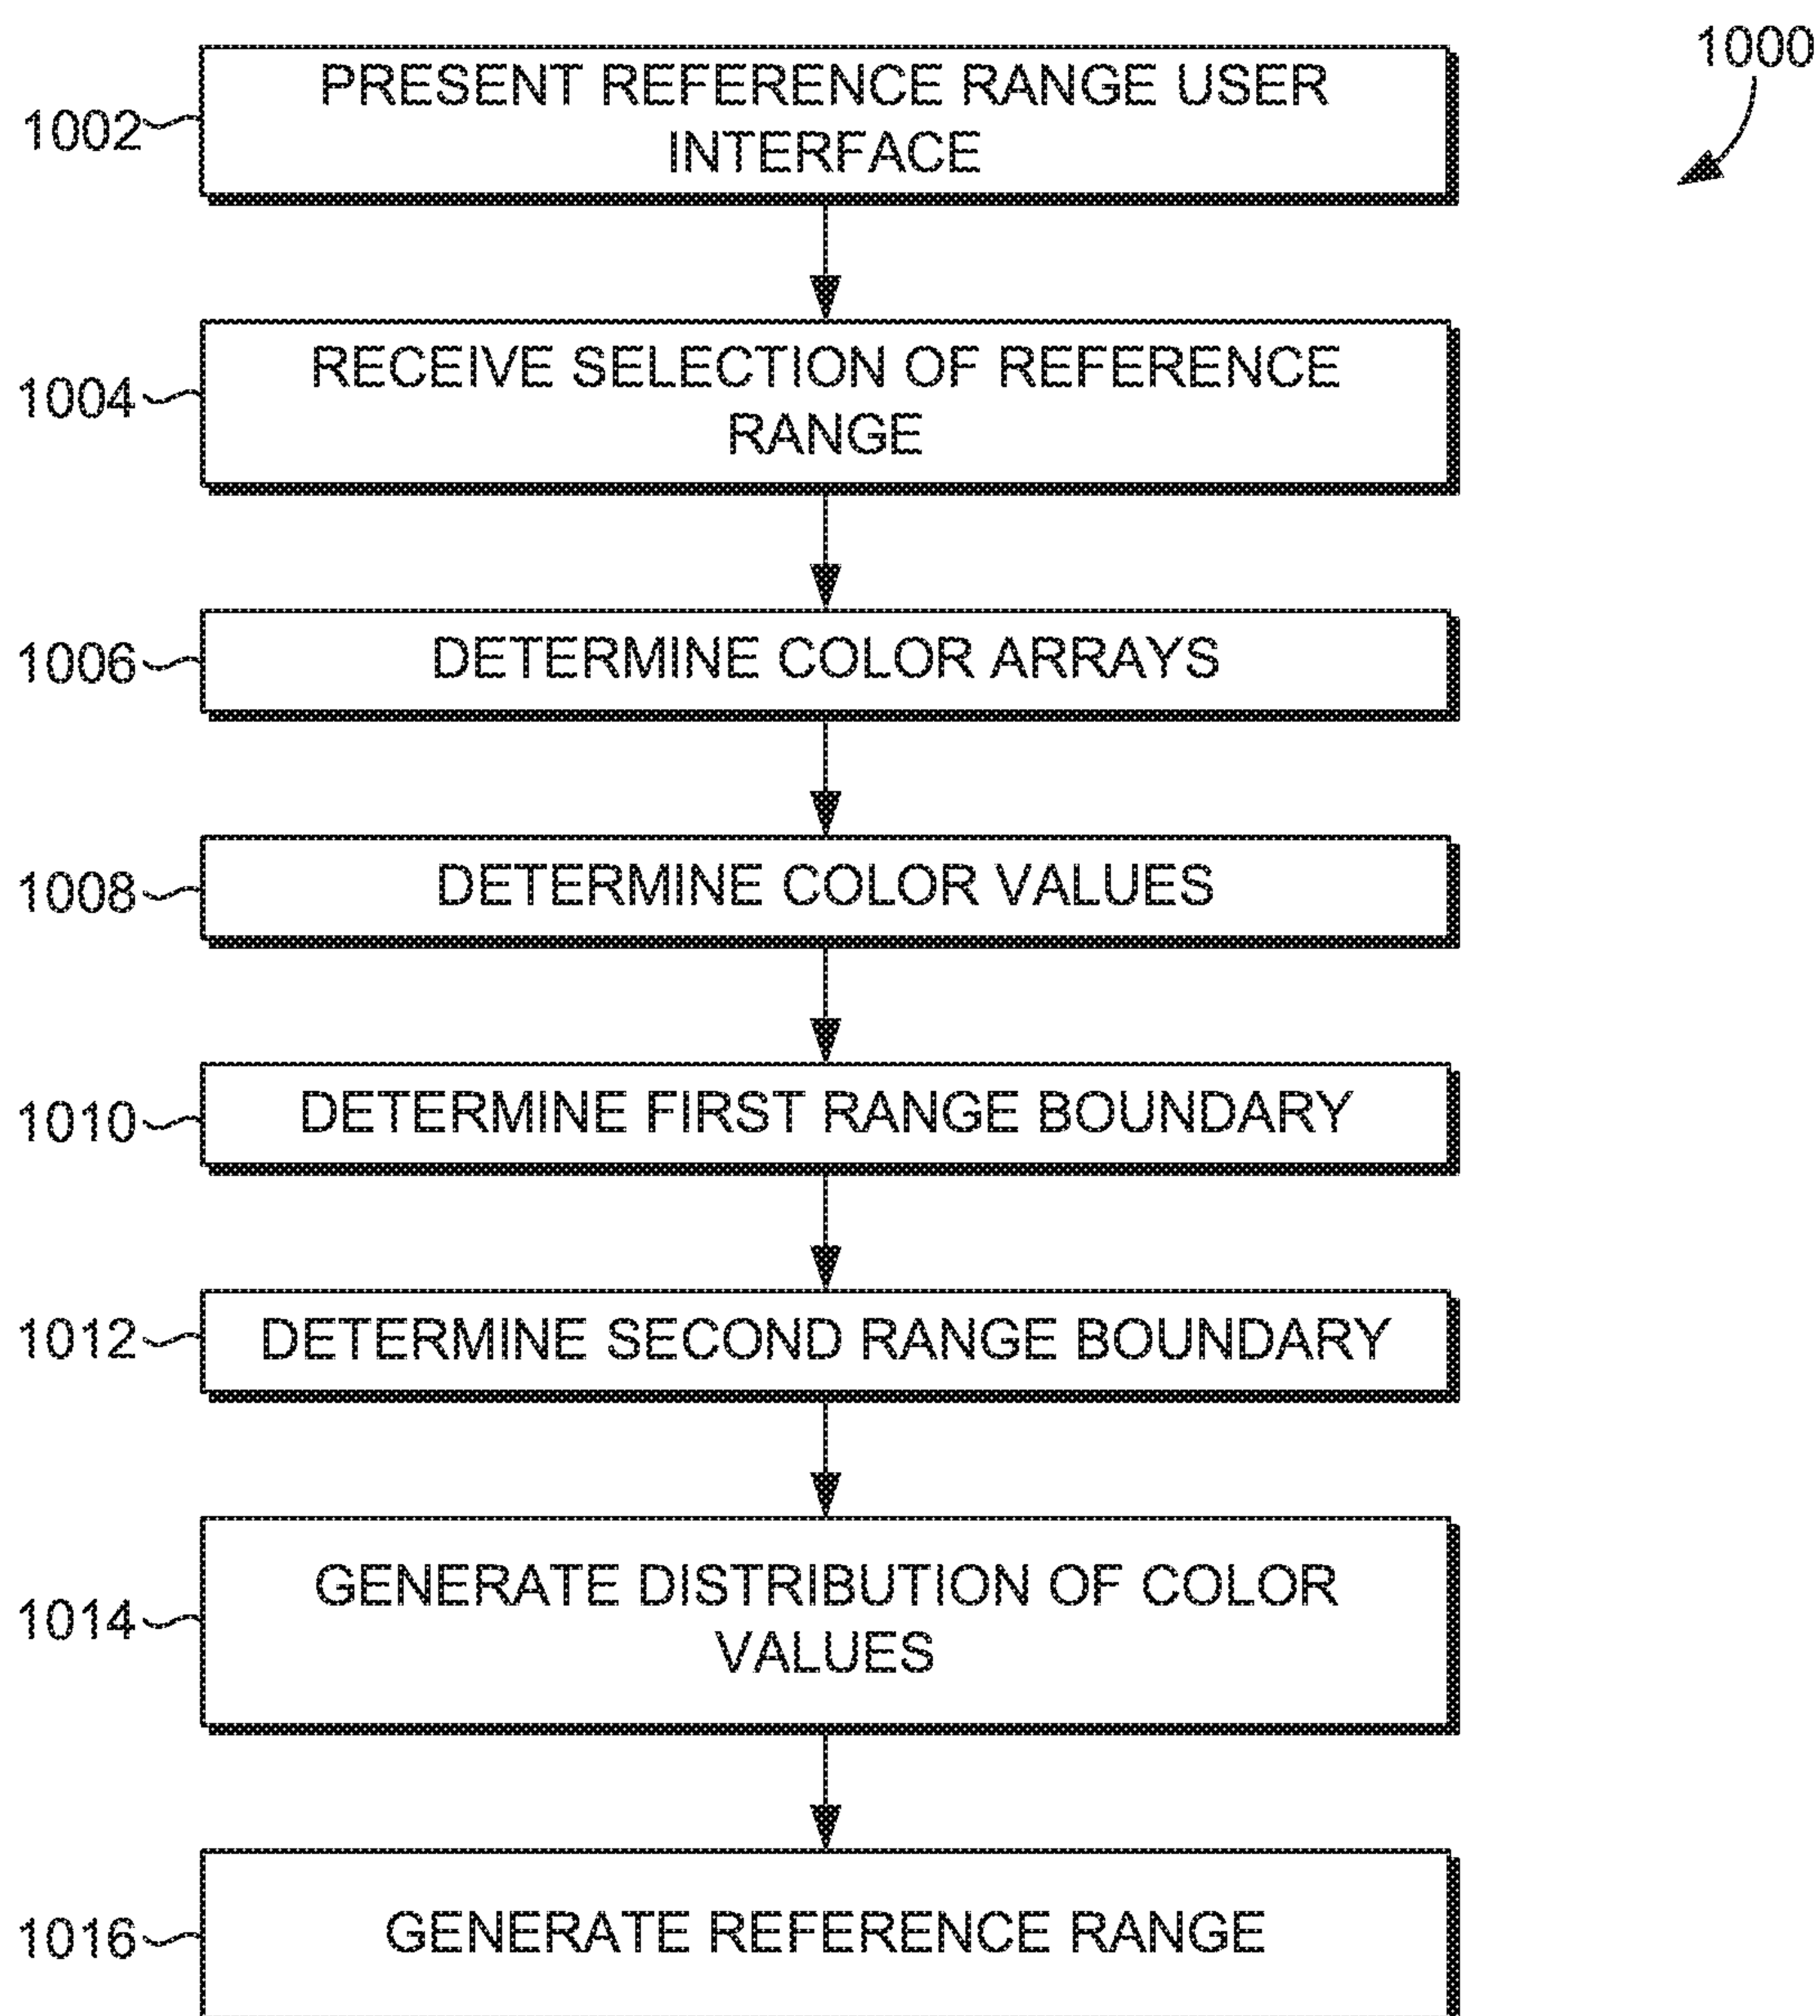 1000
1002
PRESENT REFERENCE RANGE USER
INTERFACE
1004
RECEIVE SELECTION OF REFERENCE
RANGE
1006
DETERMINE COLOR ARRAYS
1008
DETERMINE COLOR VALUES
1010
DETERMINE FIRST RANGE BOUNDARY
1012
DETERMINE SECOND RANGE BOUNDARY
1014
GENERATE DISTRIBUTION OF COLOR
VALUES
1016
GENERATE REFERENCE RANGE